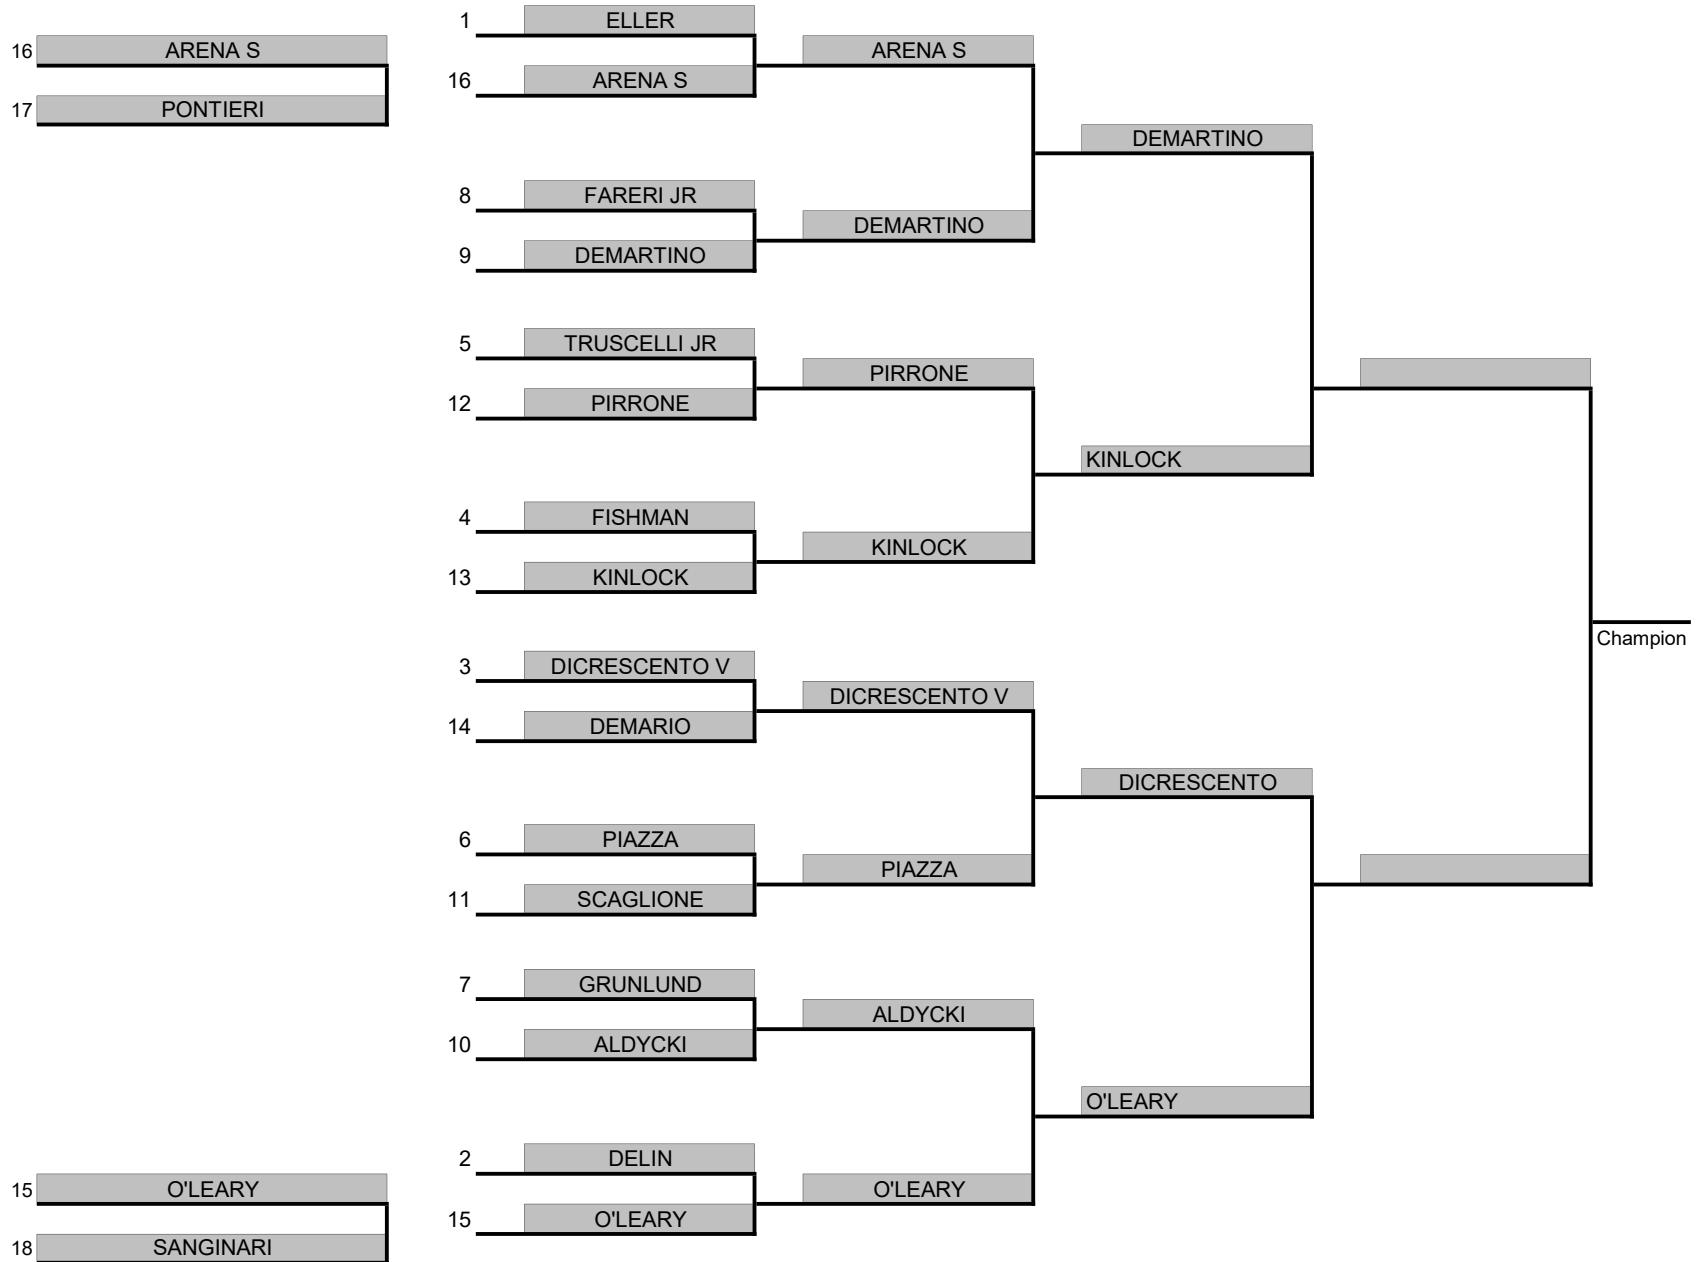 16 ARENA S
17 PONTIERI
15 O'LEARY
18 SANGINARI
1 ELLER
16 ARENA S
8 FARERI JR
9 DEMARTINO
5 TRUSCELLI JR
12 PIRRONE
4 FISHMAN
13 KINLOCK
3 DICRESCENTO V
14 DEMARIO
6 PIAZZA
11 SCAGLIONE
7 GRUNLUND
10 ALDYCKI
2 DELIN
15 O'LEARY
ARENA S
DEMARTINO
PIRRONE
KINLOCK
DICRESCENTO V
PIAZZA
ALDYCKI
O'LEARY
DEMARTINO
KINLOCK
DICRESCENTO
O'LEARY
Champion